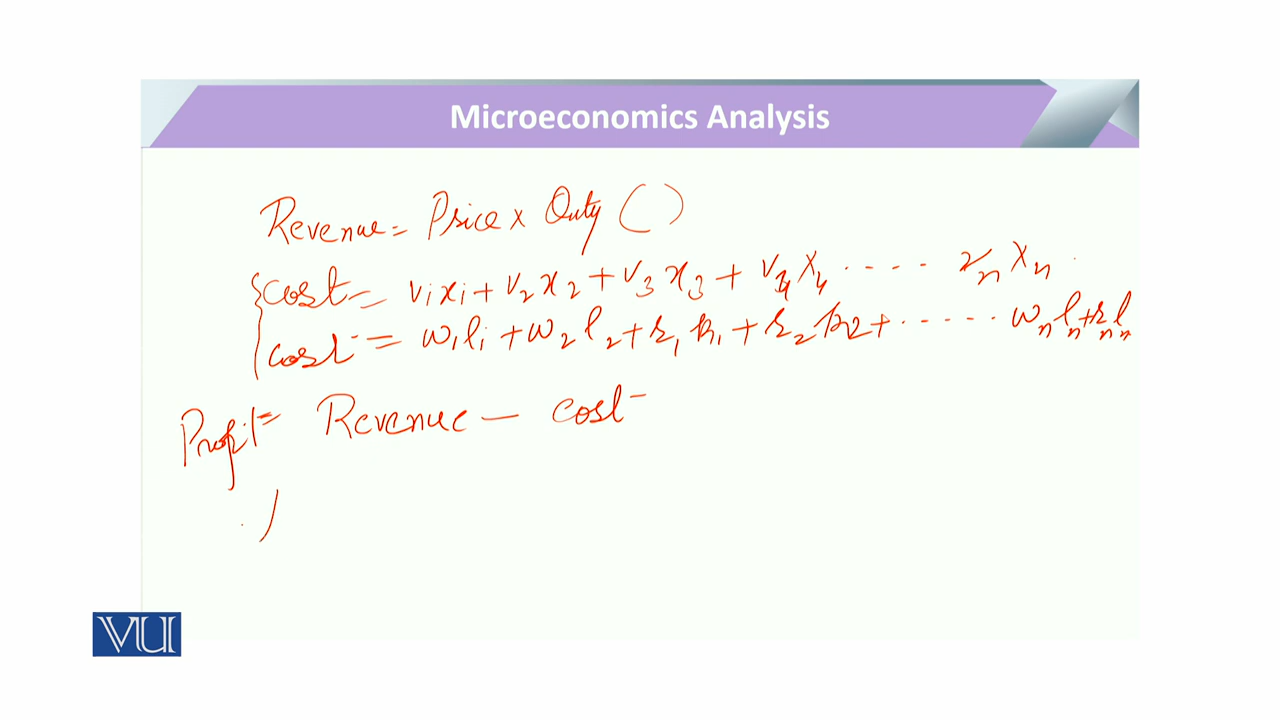 Microeconomics Analysis
Revenue = Price x Quty ( )
cost = v₁x₁ + v₂x₂ + v₃x₃ + v₄x₄ ---- vₙxₙ
cost = w₁l₁ + w₂l₂ + r₁k₁ + r₂k₂ + ------ wₙlₙ + rₙlₙ
Profit = Revenue - cost
VU